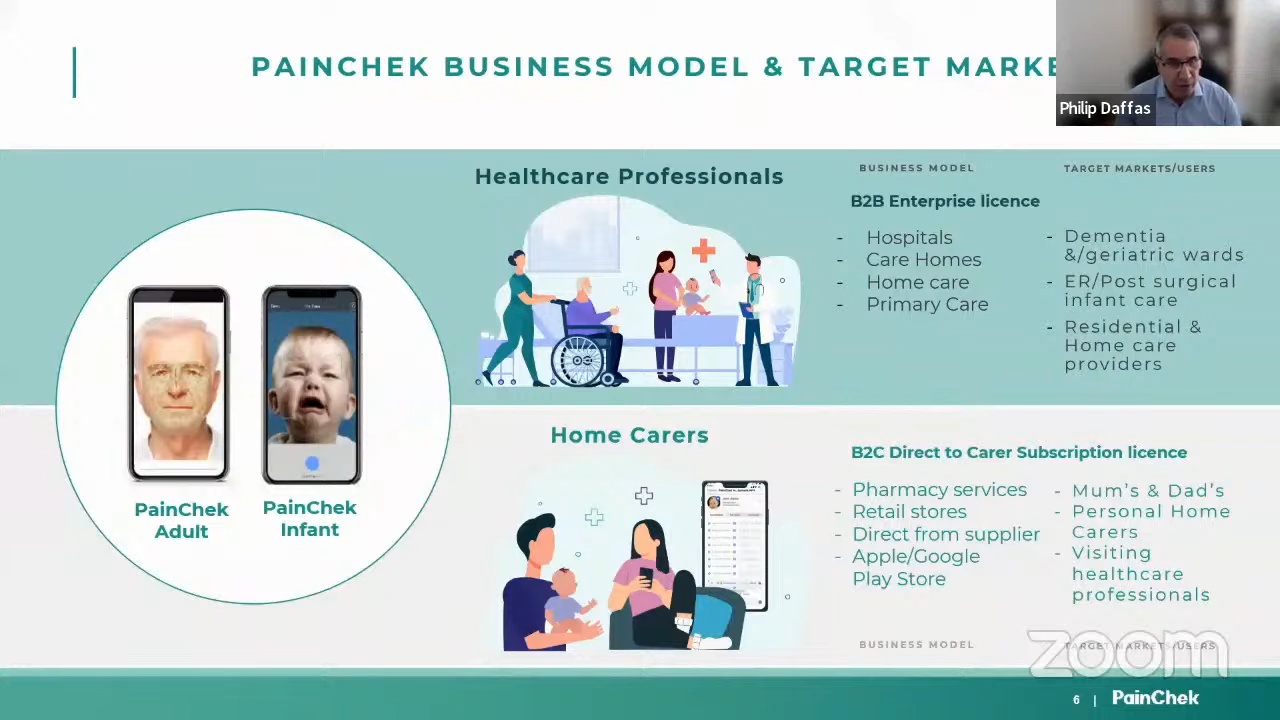 PAINCHEK BUSINESS MODEL & TARGET MARKE
Philip Daffas
Healthcare Professionals
BUSINESS MODEL
TARGET MARKETS/USERS
B2B Enterprise licence
- Hospitals
- Care Homes
- Home care
- Primary Care
- Dementia
&/geriatric wards
- ER/Post surgical
infant care
- Residential &
Home care
providers
PainChek
Adult
PainChek
Infant
Home Carers
B2C Direct to Carer Subscription licence
- Pharmacy services
- Retail stores
- Direct from supplier
- Apple/Google
Play Store
- Mum's & Dad's
- Personal Home
Carers
- Visiting
healthcare
professionals
BUSINESS MODEL
TARGET MARKETS/USERS
zoom
6 | PainChek